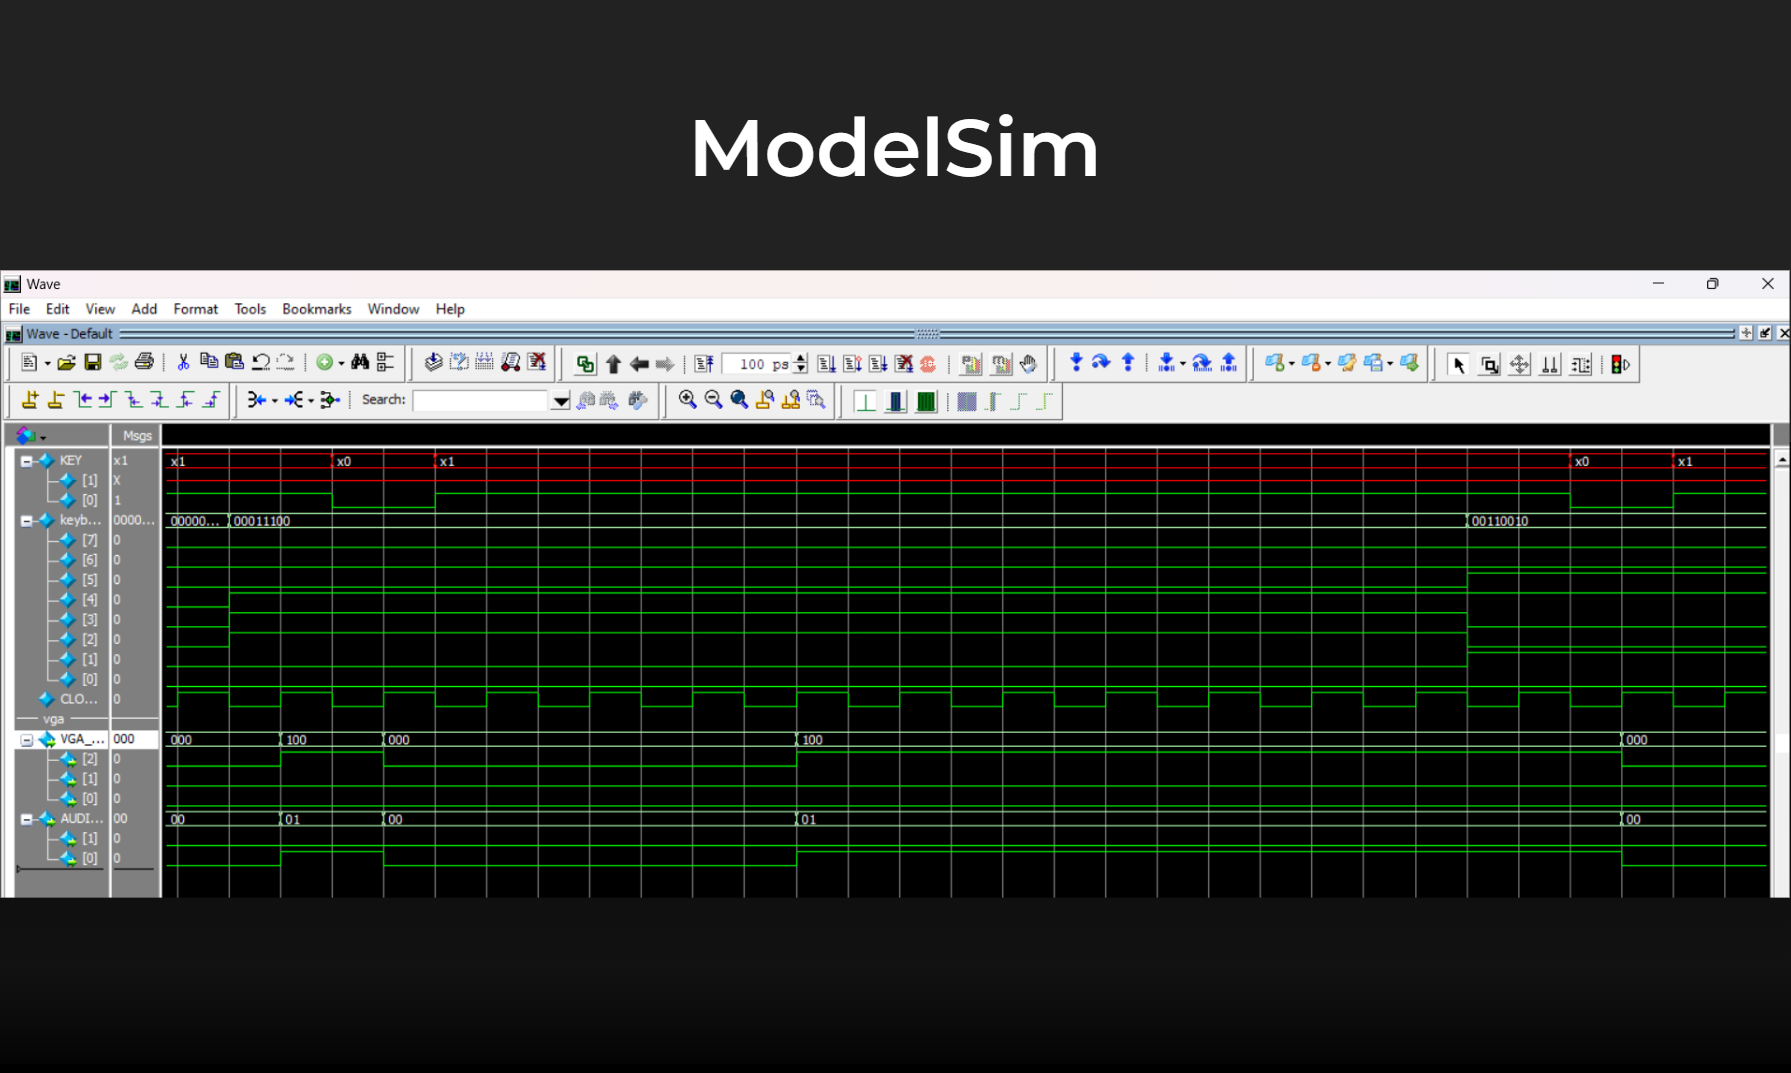 ModelSim
Wave
File Edit View Add Format Tools Bookmarks Window Help
Wave - Default
100 ps
Search:
Msgs
KEY x1 x1 x0 x1 x0 x1
[1] X
[0] 1
keyb... 0000... 00000... 00011100 00110010
[7] 0
[6] 0
[5] 0
[4] 0
[3] 0
[2] 0
[1] 0
[0] 0
CLO... 0
vga
VGA_... 000 000 100 000 100 000
[2] 0
[1] 0
[0] 0
AUDI... 00 00 01 00 01 00
[1] 0
[0] 0